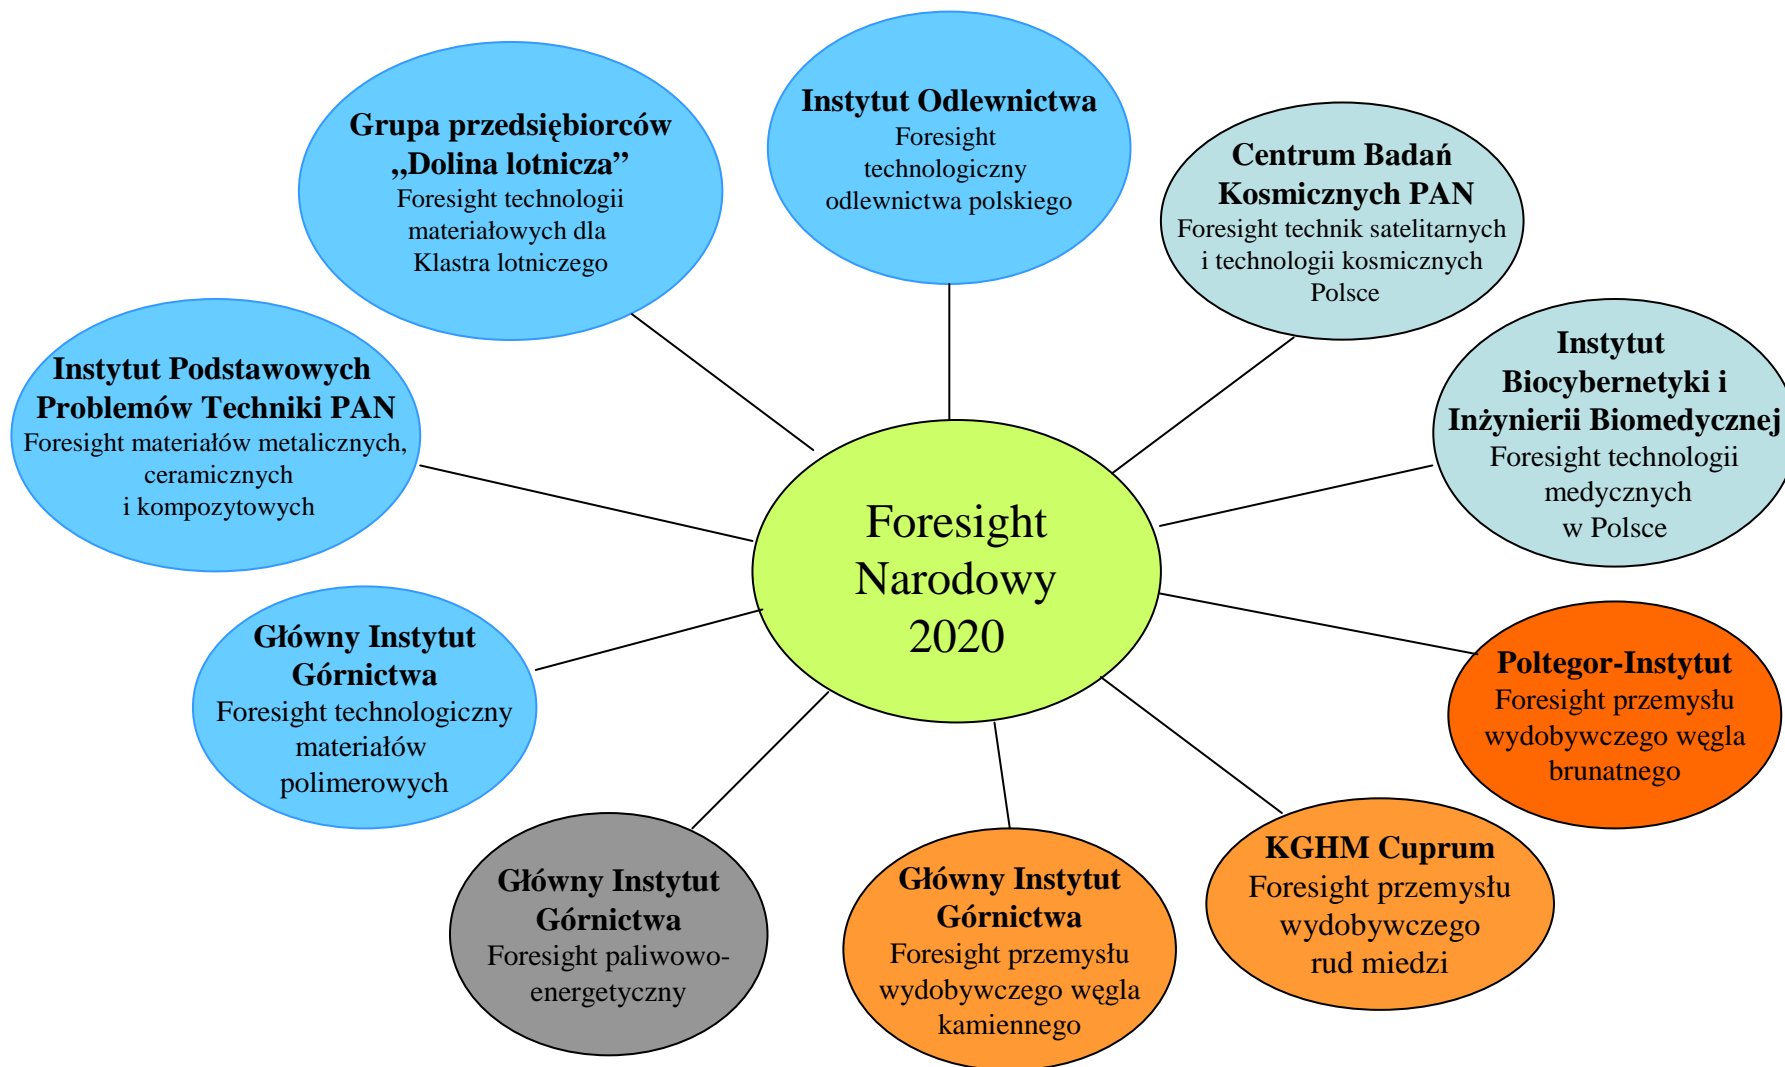 Instytut Odlewnictwa
Foresight
technologiczny
odlewnictwa polskiego
Grupa przedsiębiorców
„Dolina lotnicza”
Foresight technologii
materiałowych dla
Klastra lotniczego
Centrum Badań
Kosmicznych PAN
Foresight technik satelitarnych
i technologii kosmicznych
Polsce
Instytut Podstawowych
Problemów Techniki PAN
Foresight materiałów metalicznych,
ceramicznych
i kompozytowych
Instytut
Biocybernetyki i
Inżynierii Biomedycznej
Foresight technologii
medycznych
w Polsce
Foresight
Narodowy
2020
Główny Instytut
Górnictwa
Foresight technologiczny
materiałów
polimerowych
Poltegor-Instytut
Foresight przemysłu
wydobywczego węgla
brunatnego
Główny Instytut
Górnictwa
Foresight paliwowo-
energetyczny
Główny Instytut
Górnictwa
Foresight przemysłu
wydobywczego węgla
kamiennego
KGHM Cuprum
Foresight przemysłu
wydobywczego
rud miedzi